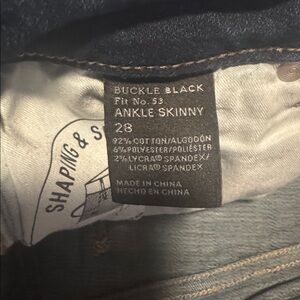 BUCKLE BLACK
Fit No. 53
ANKLE SKINNY
28
92% COTTON/ALGODÓN
6% POLYESTER/POLIÉSTER
2% LYCRA® SPANDEX/
LICRA® SPANDEX
MADE IN CHINA
HECHO EN CHINA
SHAPING & S